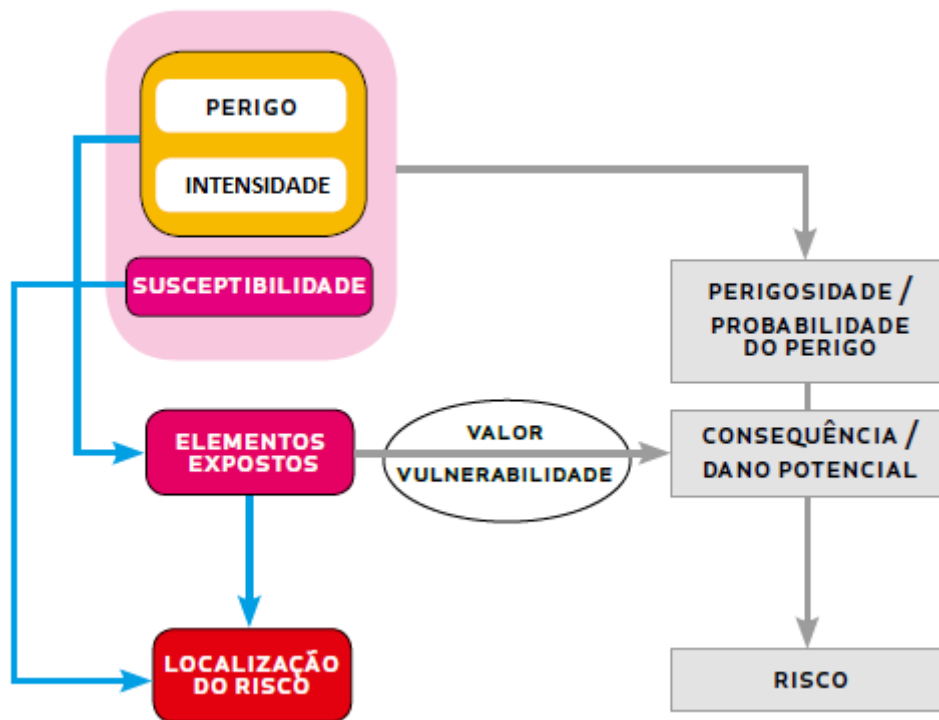 PERIGO
INTENSIDADE
SUSCEPTIBILIDADE
PERIGOSIDADE /
PROBABILIDADE
DO PERIGO
ELEMENTOS
EXPOSTOS
VALOR
VULNERABILIDADE
CONSEQUÊNCIA /
DANO POTENCIAL
LOCALIZAÇÃO
DO RISCO
RISCO